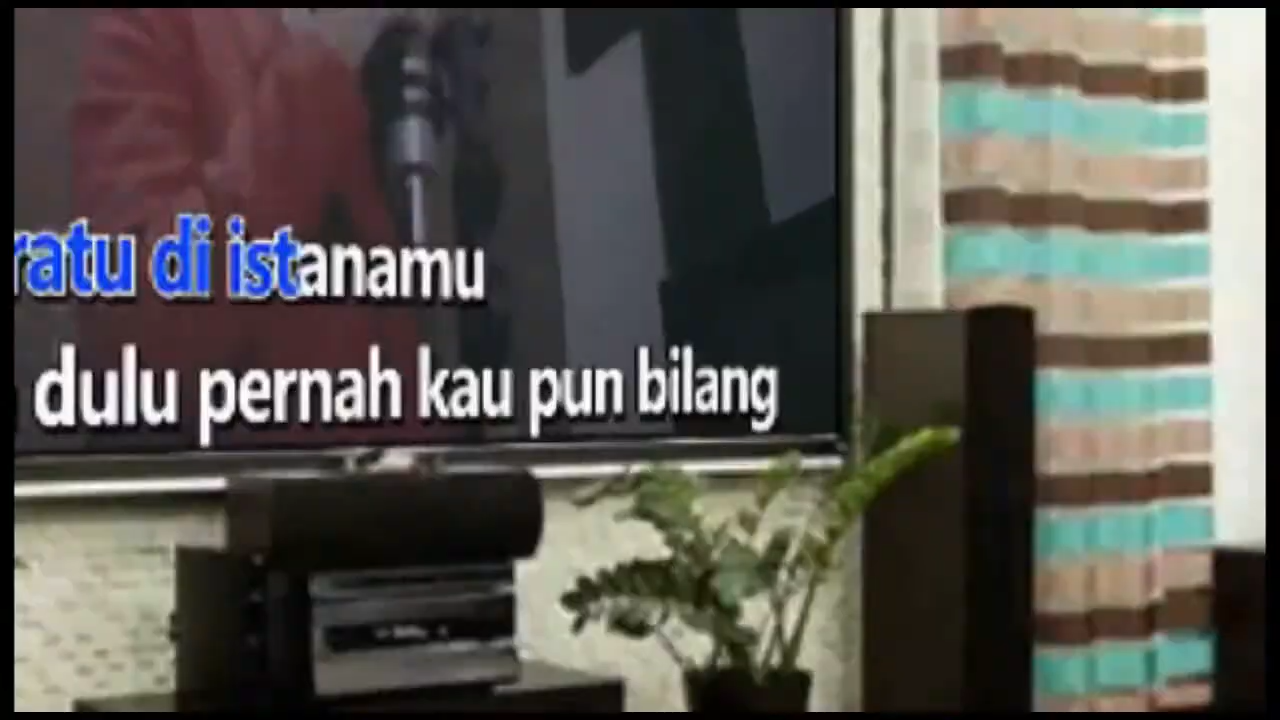 ratu di istanamu
dulu pernah kau pun bilang